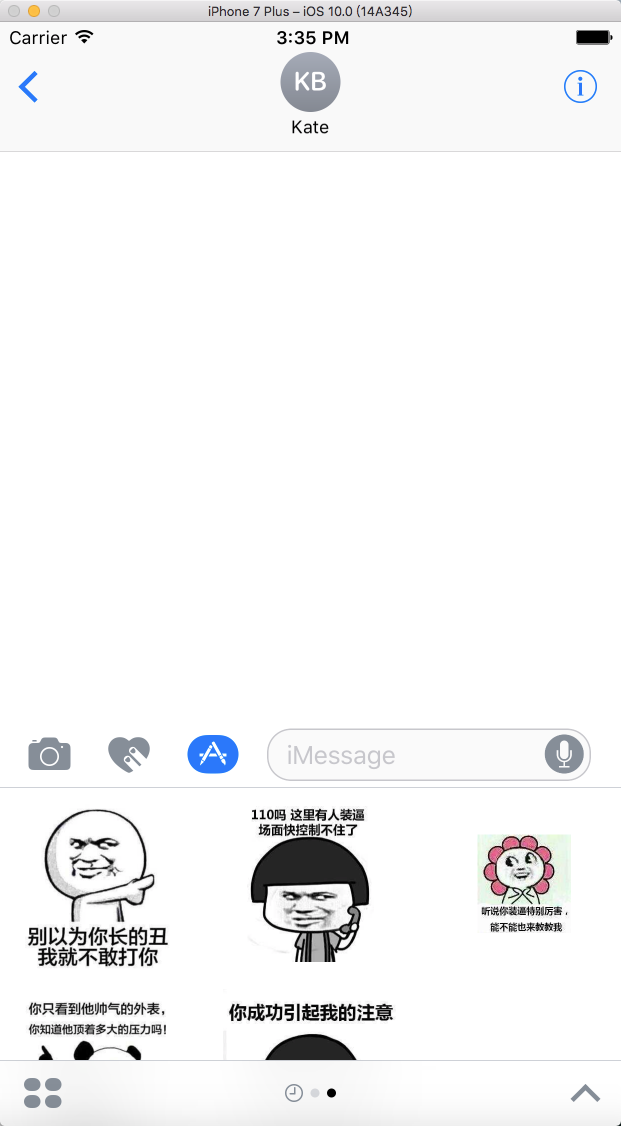 iPhone 7 Plus – iOS 10.0 (14A345)
Carrier
3:35 PM
KB
Kate
iMessage
别以为你长的丑
我就不敢打你
110吗 这里有人装逼
场面快控制不住了
听说你装逼特别厉害，
能不能也来教教我
你只看到他帅气的外表，
你知道他顶着多大的压力吗！
你成功引起我的注意